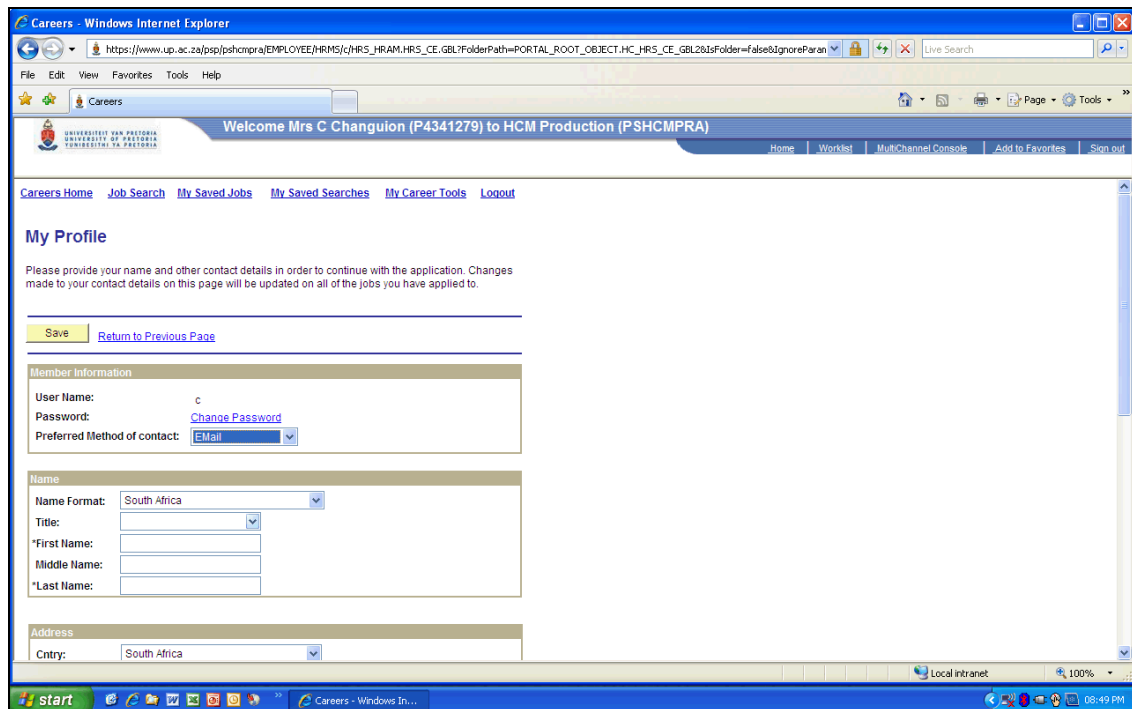 Careers - Windows Internet Explorer
https://www.up.ac.za/psp/pshcmpra/EMPLOYEE/HRMS/c/HRS_HRAM.HRS_CE.GBL?FolderPath=PORTAL_ROOT_OBJECT.HC_HRS_CE_GBL2&IsFolder=false&IgnoreParan
Live Search
File Edit View Favorites Tools Help
Careers
Page Tools
UNIVERSITEIT VAN PRETORIA
UNIVERSITY OF PRETORIA
YUNIBESITHI YA PRETORIA
Welcome Mrs C Changuion (P4341279) to HCM Production (PSHCMPRA)
Home Worklist MultiChannel Console Add to Favorites Sign out
Careers Home Job Search My Saved Jobs My Saved Searches My Career Tools Logout
My Profile
Please provide your name and other contact details in order to continue with the application. Changes
made to your contact details on this page will be updated on all of the jobs you have applied to.
Save Return to Previous Page
Member Information
User Name: c
Password: Change Password
Preferred Method of contact: EMail
Name
Name Format: South Africa
Title:
*First Name:
Middle Name:
*Last Name:
Address
Cntry: South Africa
Local intranet 100%
start Careers - Windows In... 08:49 PM